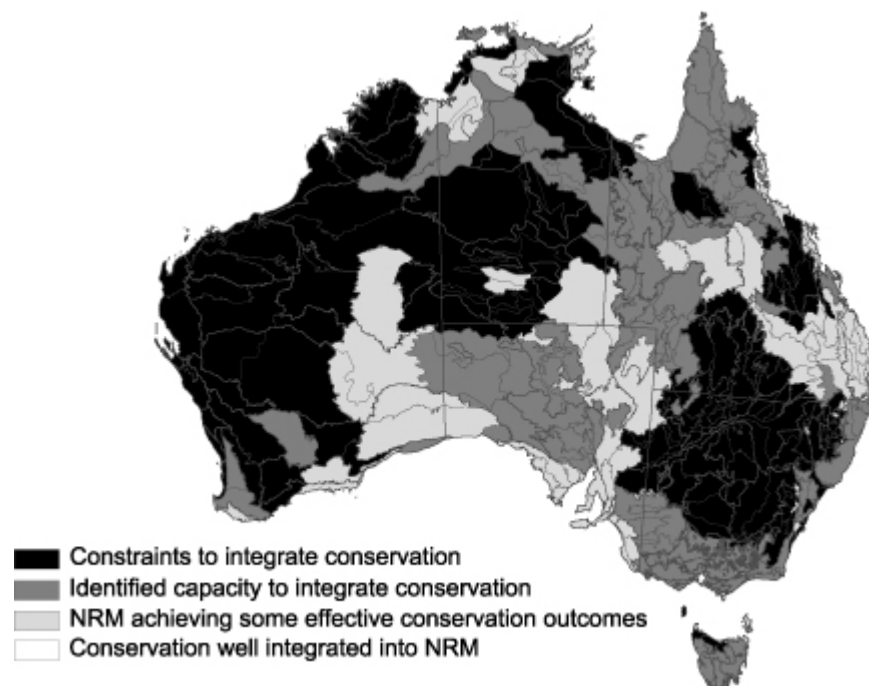 Constraints to integrate conservation
Identified capacity to integrate conservation
NRM achieving some effective conservation outcomes
Conservation well integrated into NRM